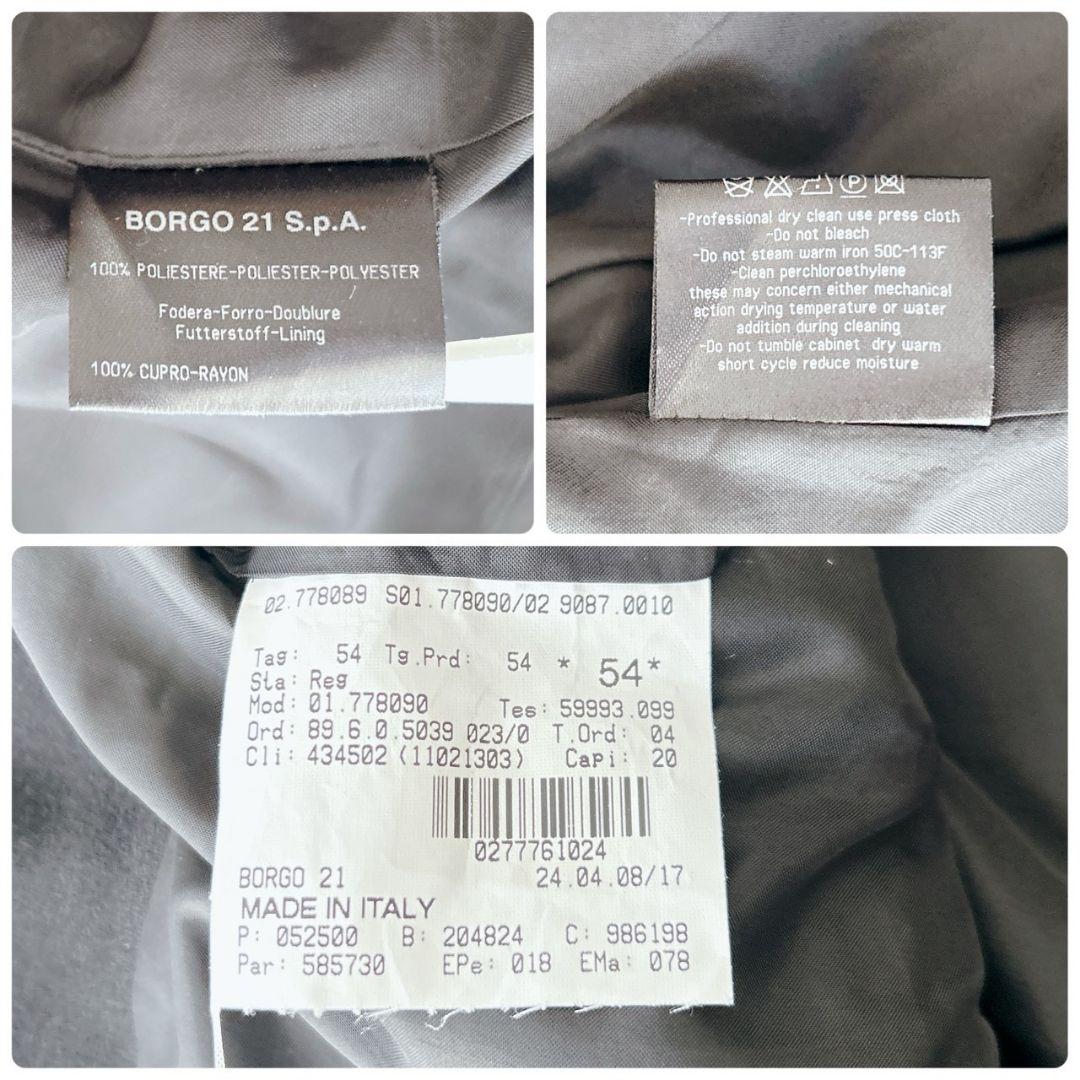 BORGO 21 S.p.A.
100% POLIESTERE-POLIESTER-POLYESTER
Fodera-Forro-Doublure
Futterstoff-Lining
100% CUPRO-RAYON
-Professional dry clean use press cloth
-Do not bleach
-Do not steam warm iron 50C-113F
-Clean perchloroethylene
these may concern either mechanical
action drying temperature or water
addition during cleaning
-Do not tumble cabinet dry warm
short cycle reduce moisture
02.778089 S01.778090/02 9087.0010
Tag: 54 Tg.Prd: 54 * 54*
Sta: Reg
Mod: 01.778090 Tes: 59993.099
Ord: 89.6.0.5039 023/0 T.Ord: 04
Cli: 434502 (11021303) Capi: 20
0277761024
BORGO 21 24.04.08/17
MADE IN ITALY
P: 052500 B: 204824 C: 986198
Par: 585730 EPe: 018 EMa: 078